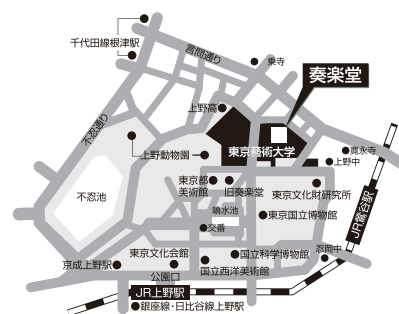 千代田線根津駅
言問通り
乗寺
奏楽堂
上野高
不忍通り
上野動物園
東京藝術大学
寛永寺
上野中
東京都
美術館
旧奏楽堂
東京文化財研究所
不忍池
噴水池
東京国立博物館
交番
JR鶯谷駅
忍岡中
東京文化会館
国立科学博物館
京成上野駅
公園口
国立西洋美術館
JR上野駅
銀座線・日比谷線上野駅